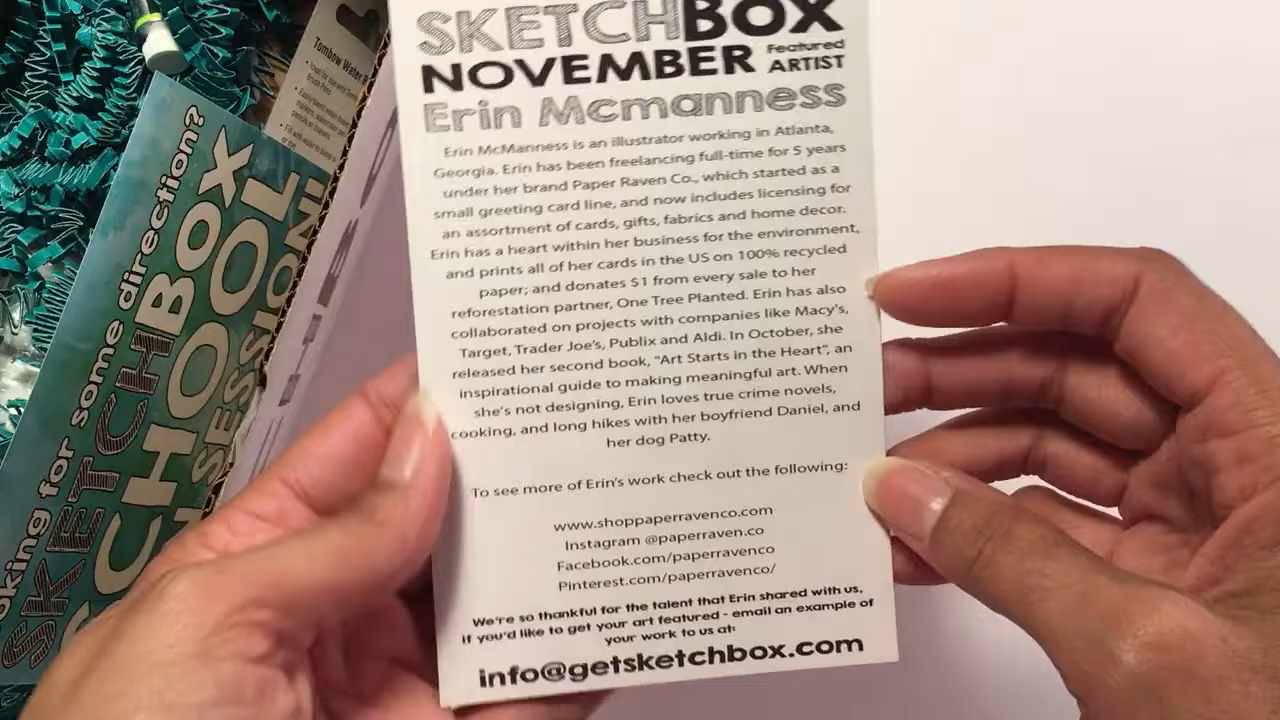 SKETCHBOX
NOVEMBER Featured ARTIST
Erin Mcmanness
Erin McManness is an illustrator working in Atlanta,
Georgia. Erin has been freelancing full-time for 5 years
under her brand Paper Raven Co., which started as a
small greeting card line, and now includes licensing for
an assortment of cards, gifts, fabrics and home decor.
Erin has a heart within her business for the environment,
and prints all of her cards in the US on 100% recycled
paper; and donates $1 from every sale to her
reforestation partner, One Tree Planted. Erin has also
collaborated on projects with companies like Macy's,
Target, Trader Joe's, Publix and Aldi. In October, she
released her second book, "Art Starts in the Heart", an
inspirational guide to making meaningful art. When
she's not designing, Erin loves true crime novels,
cooking, and long hikes with her boyfriend Daniel, and
her dog Patty.
To see more of Erin's work check out the following:
www.shoppaperravenco.com
Instagram @paperraven.co
Facebook.com/paperravenco
Pinterest.com/paperravenco/
We're so thankful for the talent that Erin shared with us,
if you'd like to get your art featured - email an example of
your work to us at:
info@getsketchbox.com
for some direction?
SKETCHBOX
Tombow Water